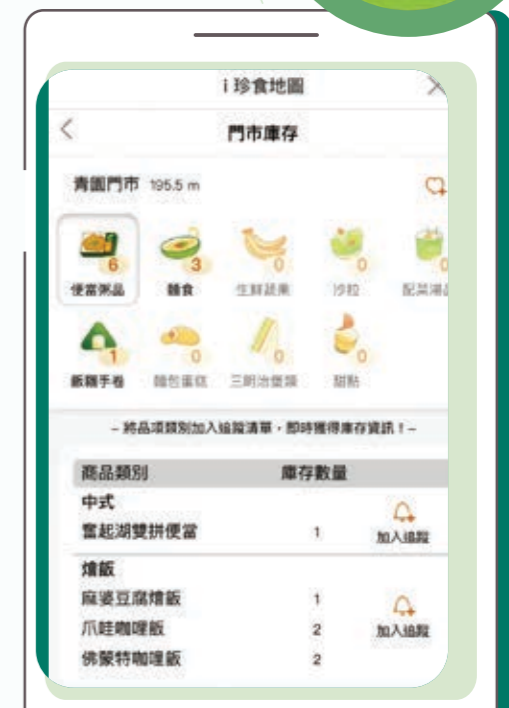 i 珍食地圖
門市庫存
青園門市 195.5 m
6 3 0 0 0
便當粥品 麵食 生鮮蔬果 沙拉 配菜湯品
1 0 0 0
飯糰手卷 麵包蛋糕 三明治堡類 甜點
– 將品項類別加入追蹤清單,即時獲得庫存資訊!–
商品類別 庫存數量
中式
奮起湖雙拼便當 1 加入追蹤
燴飯
麻婆豆腐燴飯 1
爪哇咖哩飯 2 加入追蹤
佛蒙特咖哩飯 2